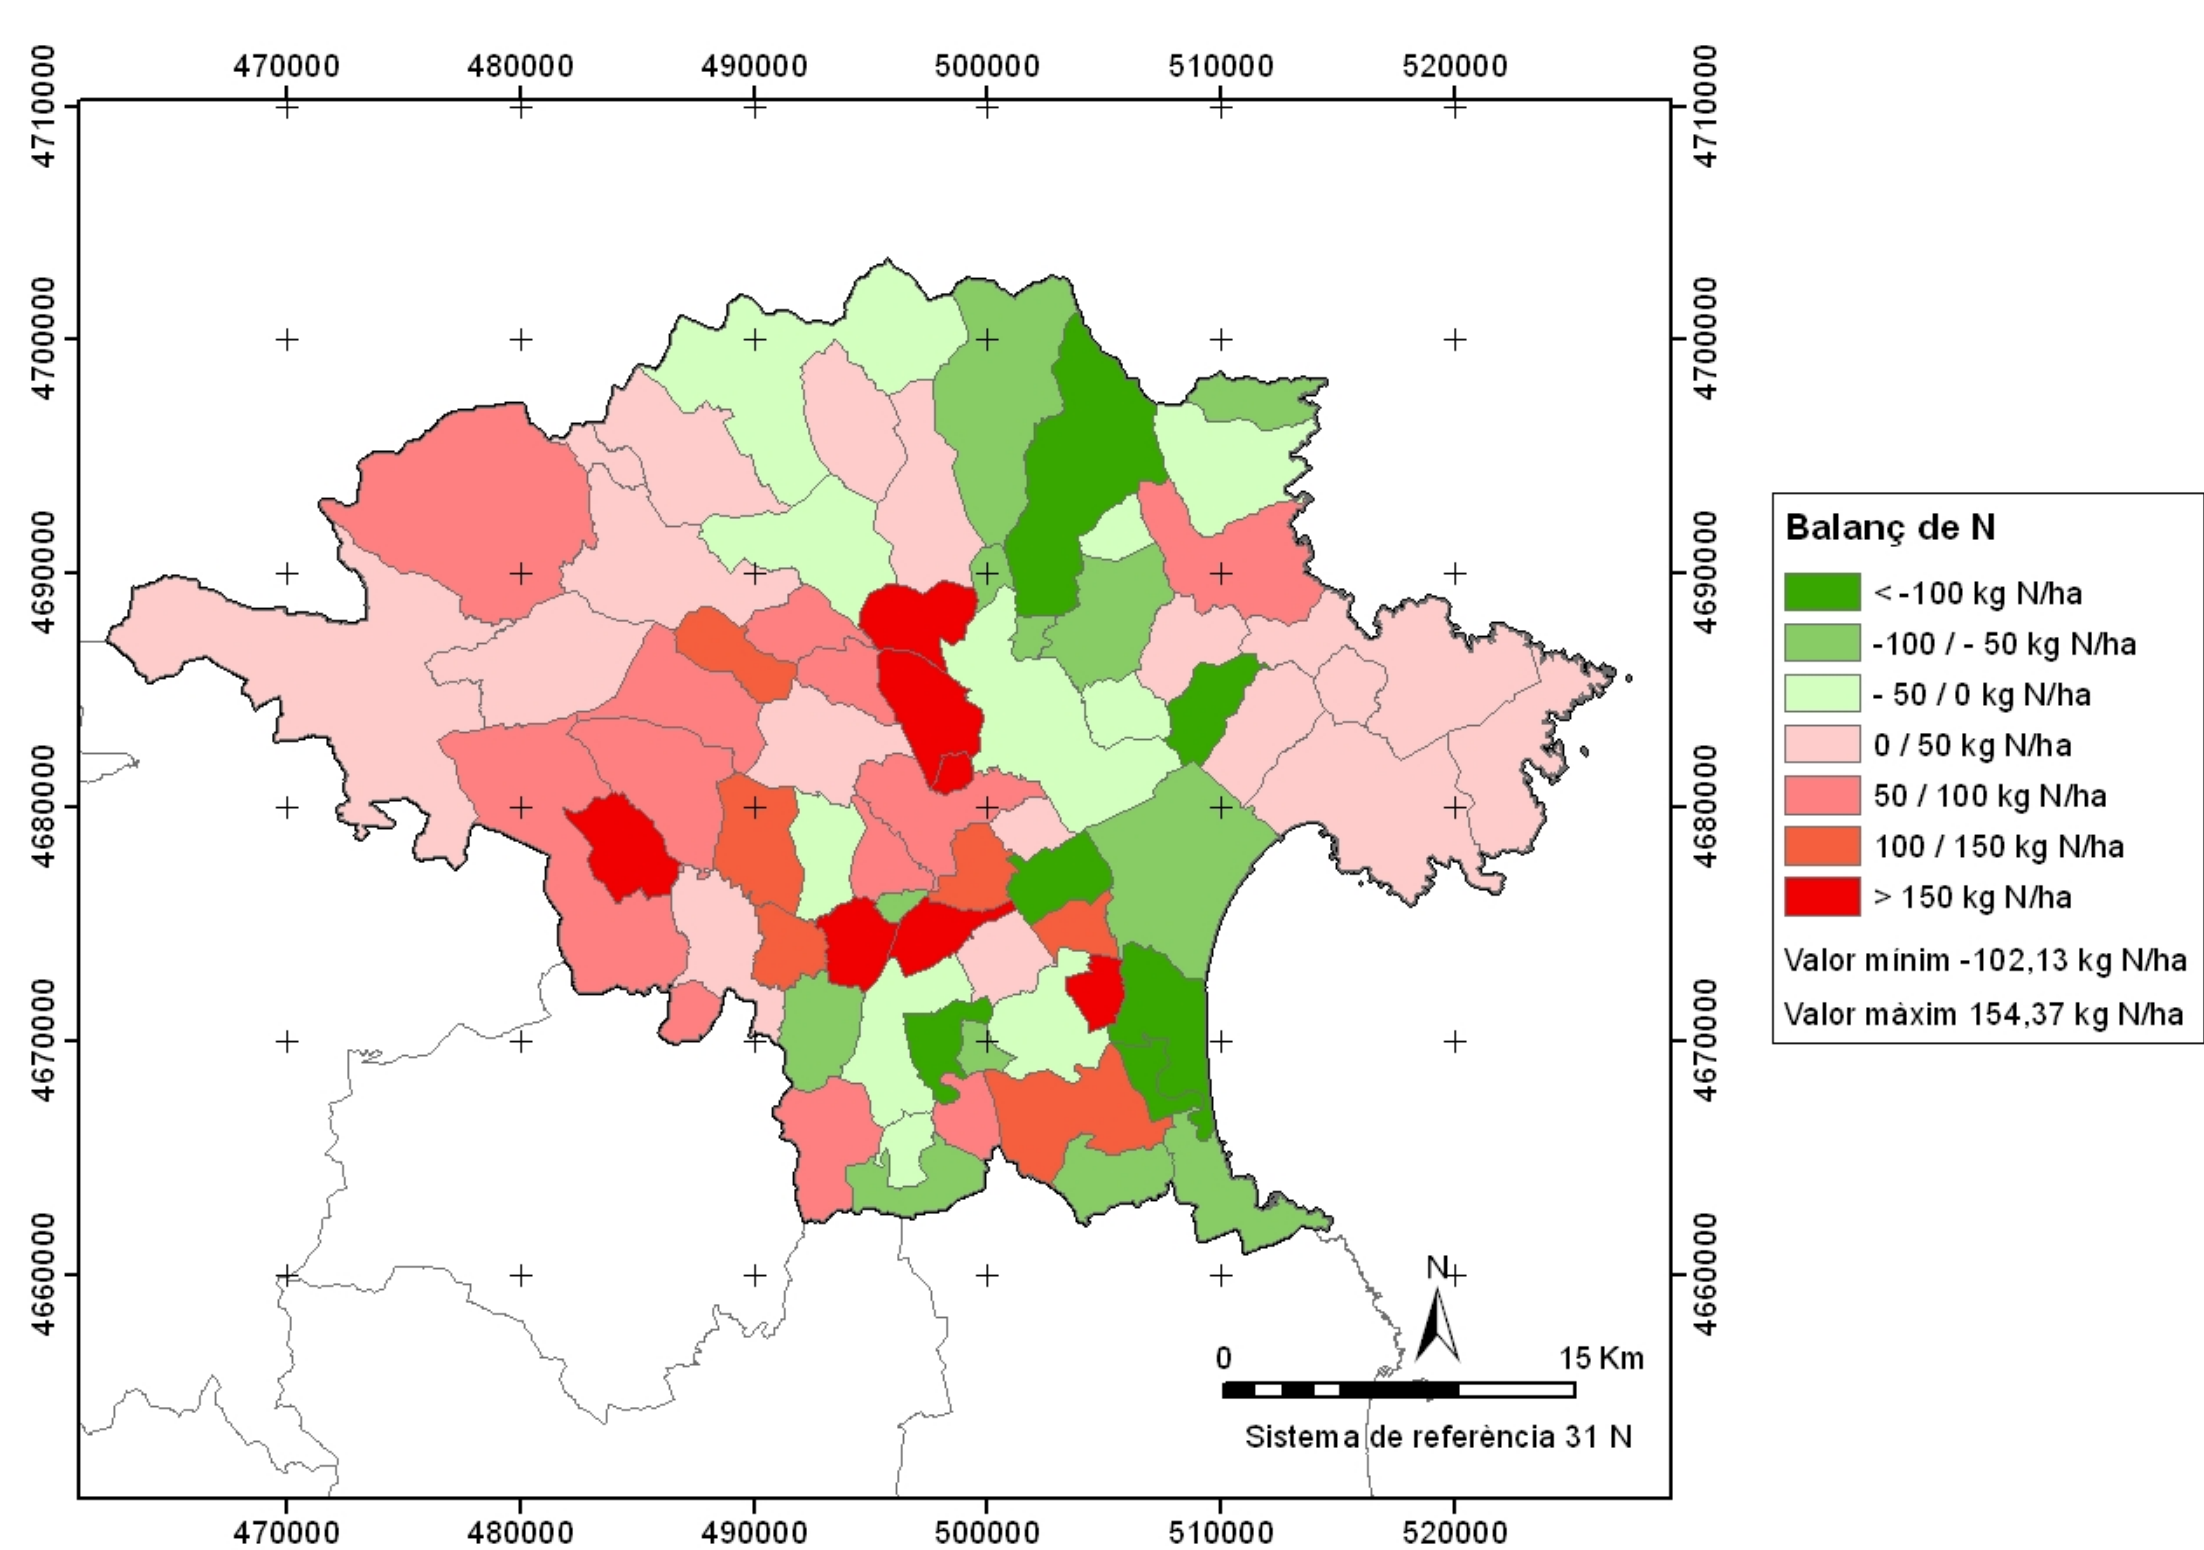 470000 480000 490000 500000 510000 520000
4710000 4710000
4700000 4700000
4690000 4690000
4680000 4680000
4670000 4670000
4660000 4660000
Balanç de N
< -100 kg N/ha
-100 / - 50 kg N/ha
- 50 / 0 kg N/ha
0 / 50 kg N/ha
50 / 100 kg N/ha
100 / 150 kg N/ha
> 150 kg N/ha
Valor mínim -102,13 kg N/ha
Valor màxim 154,37 kg N/ha
N
0 15 Km
Sistema de referència 31 N
470000 480000 490000 500000 510000 520000